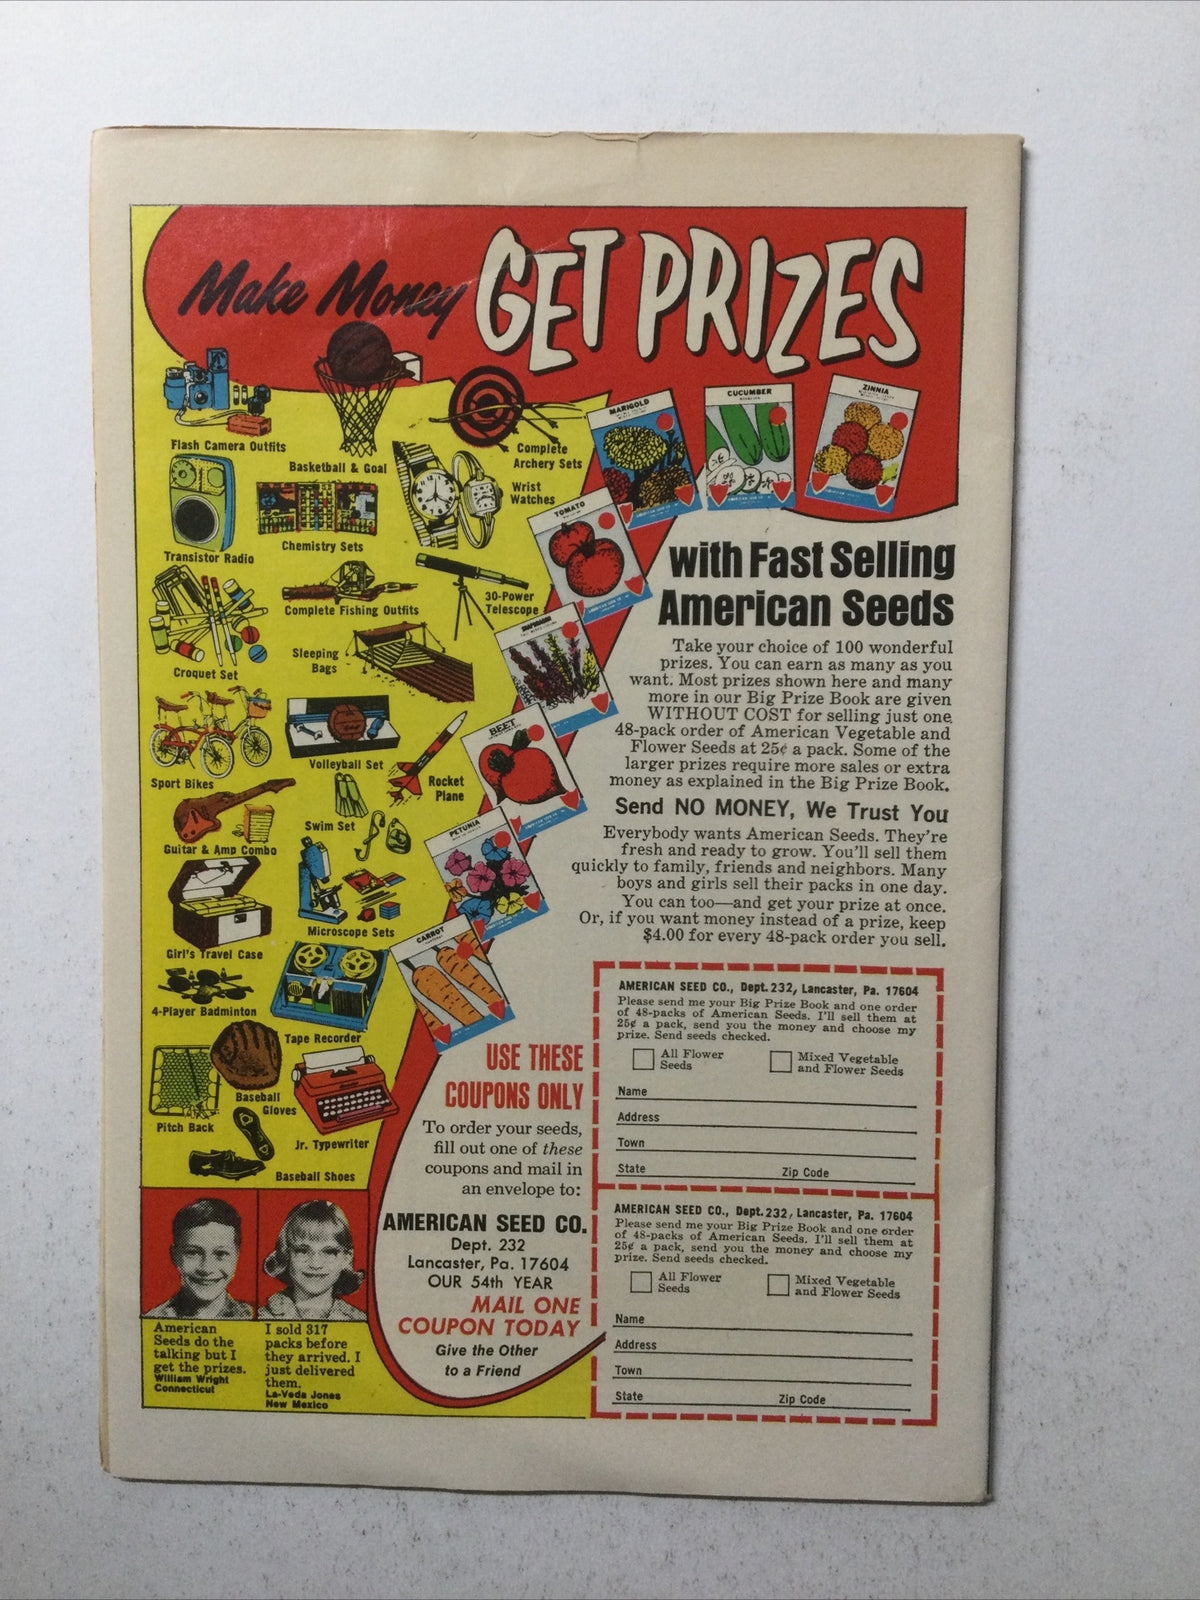 Make Money GET PRIZES
Flash Camera Outfits
Basketball & Goal
Complete
Archery Sets
Wrist
Watches
Transistor Radio
Chemistry Sets
Complete Fishing Outfits
30-Power
Telescope
Croquet Set
Sleeping
Bags
Sport Bikes
Volleyball Set
Rocket
Plane
Swim Set
Guitar & Amp Combo
Microscope Sets
Girl's Travel Case
4-Player Badminton
Tape Recorder
Baseball
Gloves
Pitch Back
Jr. Typewriter
Baseball Shoes
MARIGOLD
CUCUMBER
ZINNIA
TOMATO
BEET
PETUNIA
CARROT
with Fast Selling
American Seeds
Take your choice of 100 wonderful
prizes. You can earn as many as you
want. Most prizes shown here and many
more in our Big Prize Book are given
WITHOUT COST for selling just one
48-pack order of American Vegetable and
Flower Seeds at 25¢ a pack. Some of the
larger prizes require more sales or extra
money as explained in the Big Prize Book.
Send NO MONEY, We Trust You
Everybody wants American Seeds. They're
fresh and ready to grow. You'll sell them
quickly to family, friends and neighbors. Many
boys and girls sell their packs in one day.
You can too—and get your prize at once.
Or, if you want money instead of a prize, keep
$4.00 for every 48-pack order you sell.
USE THESE
COUPONS ONLY
To order your seeds,
fill out one of these
coupons and mail in
an envelope to:
AMERICAN SEED CO.
Dept. 232
Lancaster, Pa. 17604
OUR 54th YEAR
MAIL ONE
COUPON TODAY
Give the Other
to a Friend
AMERICAN SEED CO., Dept. 232, Lancaster, Pa. 17604
Please send me your Big Prize Book and one order
of 48-packs of American Seeds. I'll sell them at
25¢ a pack, send you the money and choose my
prize. Send seeds checked.
All Flower
Seeds
Mixed Vegetable
and Flower Seeds
Name
Address
Town
State Zip Code
AMERICAN SEED CO., Dept. 232, Lancaster, Pa. 17604
Please send me your Big Prize Book and one order
of 48-packs of American Seeds. I'll sell them at
25¢ a pack, send you the money and choose my
prize. Send seeds checked.
All Flower
Seeds
Mixed Vegetable
and Flower Seeds
Name
Address
Town
State Zip Code
American
Seeds do the
talking but I
get the prizes.
William Wright
Connecticut
I sold 317
packs before
they arrived. I
just delivered
them.
La-Veda Jones
New Mexico